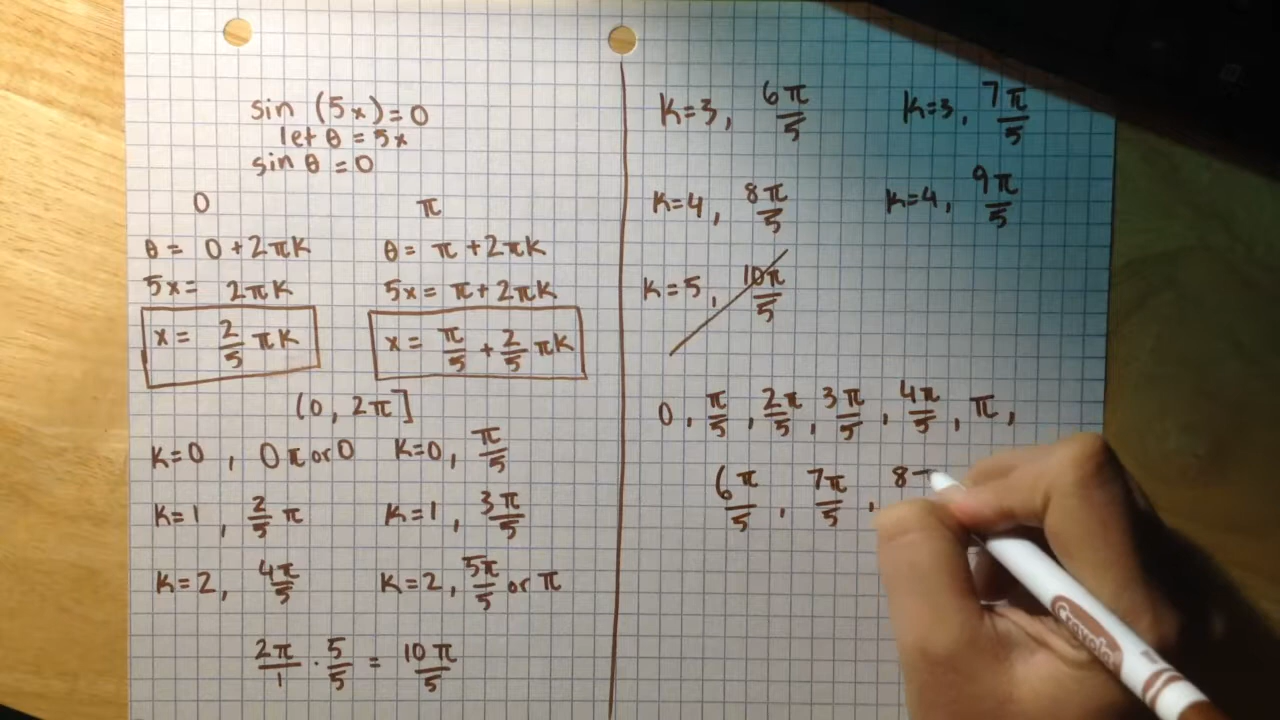 sin (5x) = 0
let θ = 5x
sin θ = 0
0 π
θ = 0 + 2πK θ = π + 2πK
5x = 2πK 5x = π + 2πK
x = 2/5 πK x = π/5 + 2/5 πK
(0, 2π]
K=0, 0π or 0 K=0, π/5
K=1, 2/5 π K=1, 3π/5
K=2, 4π/5 K=2, 5π/5 or π
2π/1 · 5/5 = 10π/5
K=3, 6π/5 K=3, 7π/5
K=4, 8π/5 K=4, 9π/5
K=5, 10π/5
0, π/5, 2π/5, 3π/5, 4π/5, π,
6π/5, 7π/5, 8
Crayola